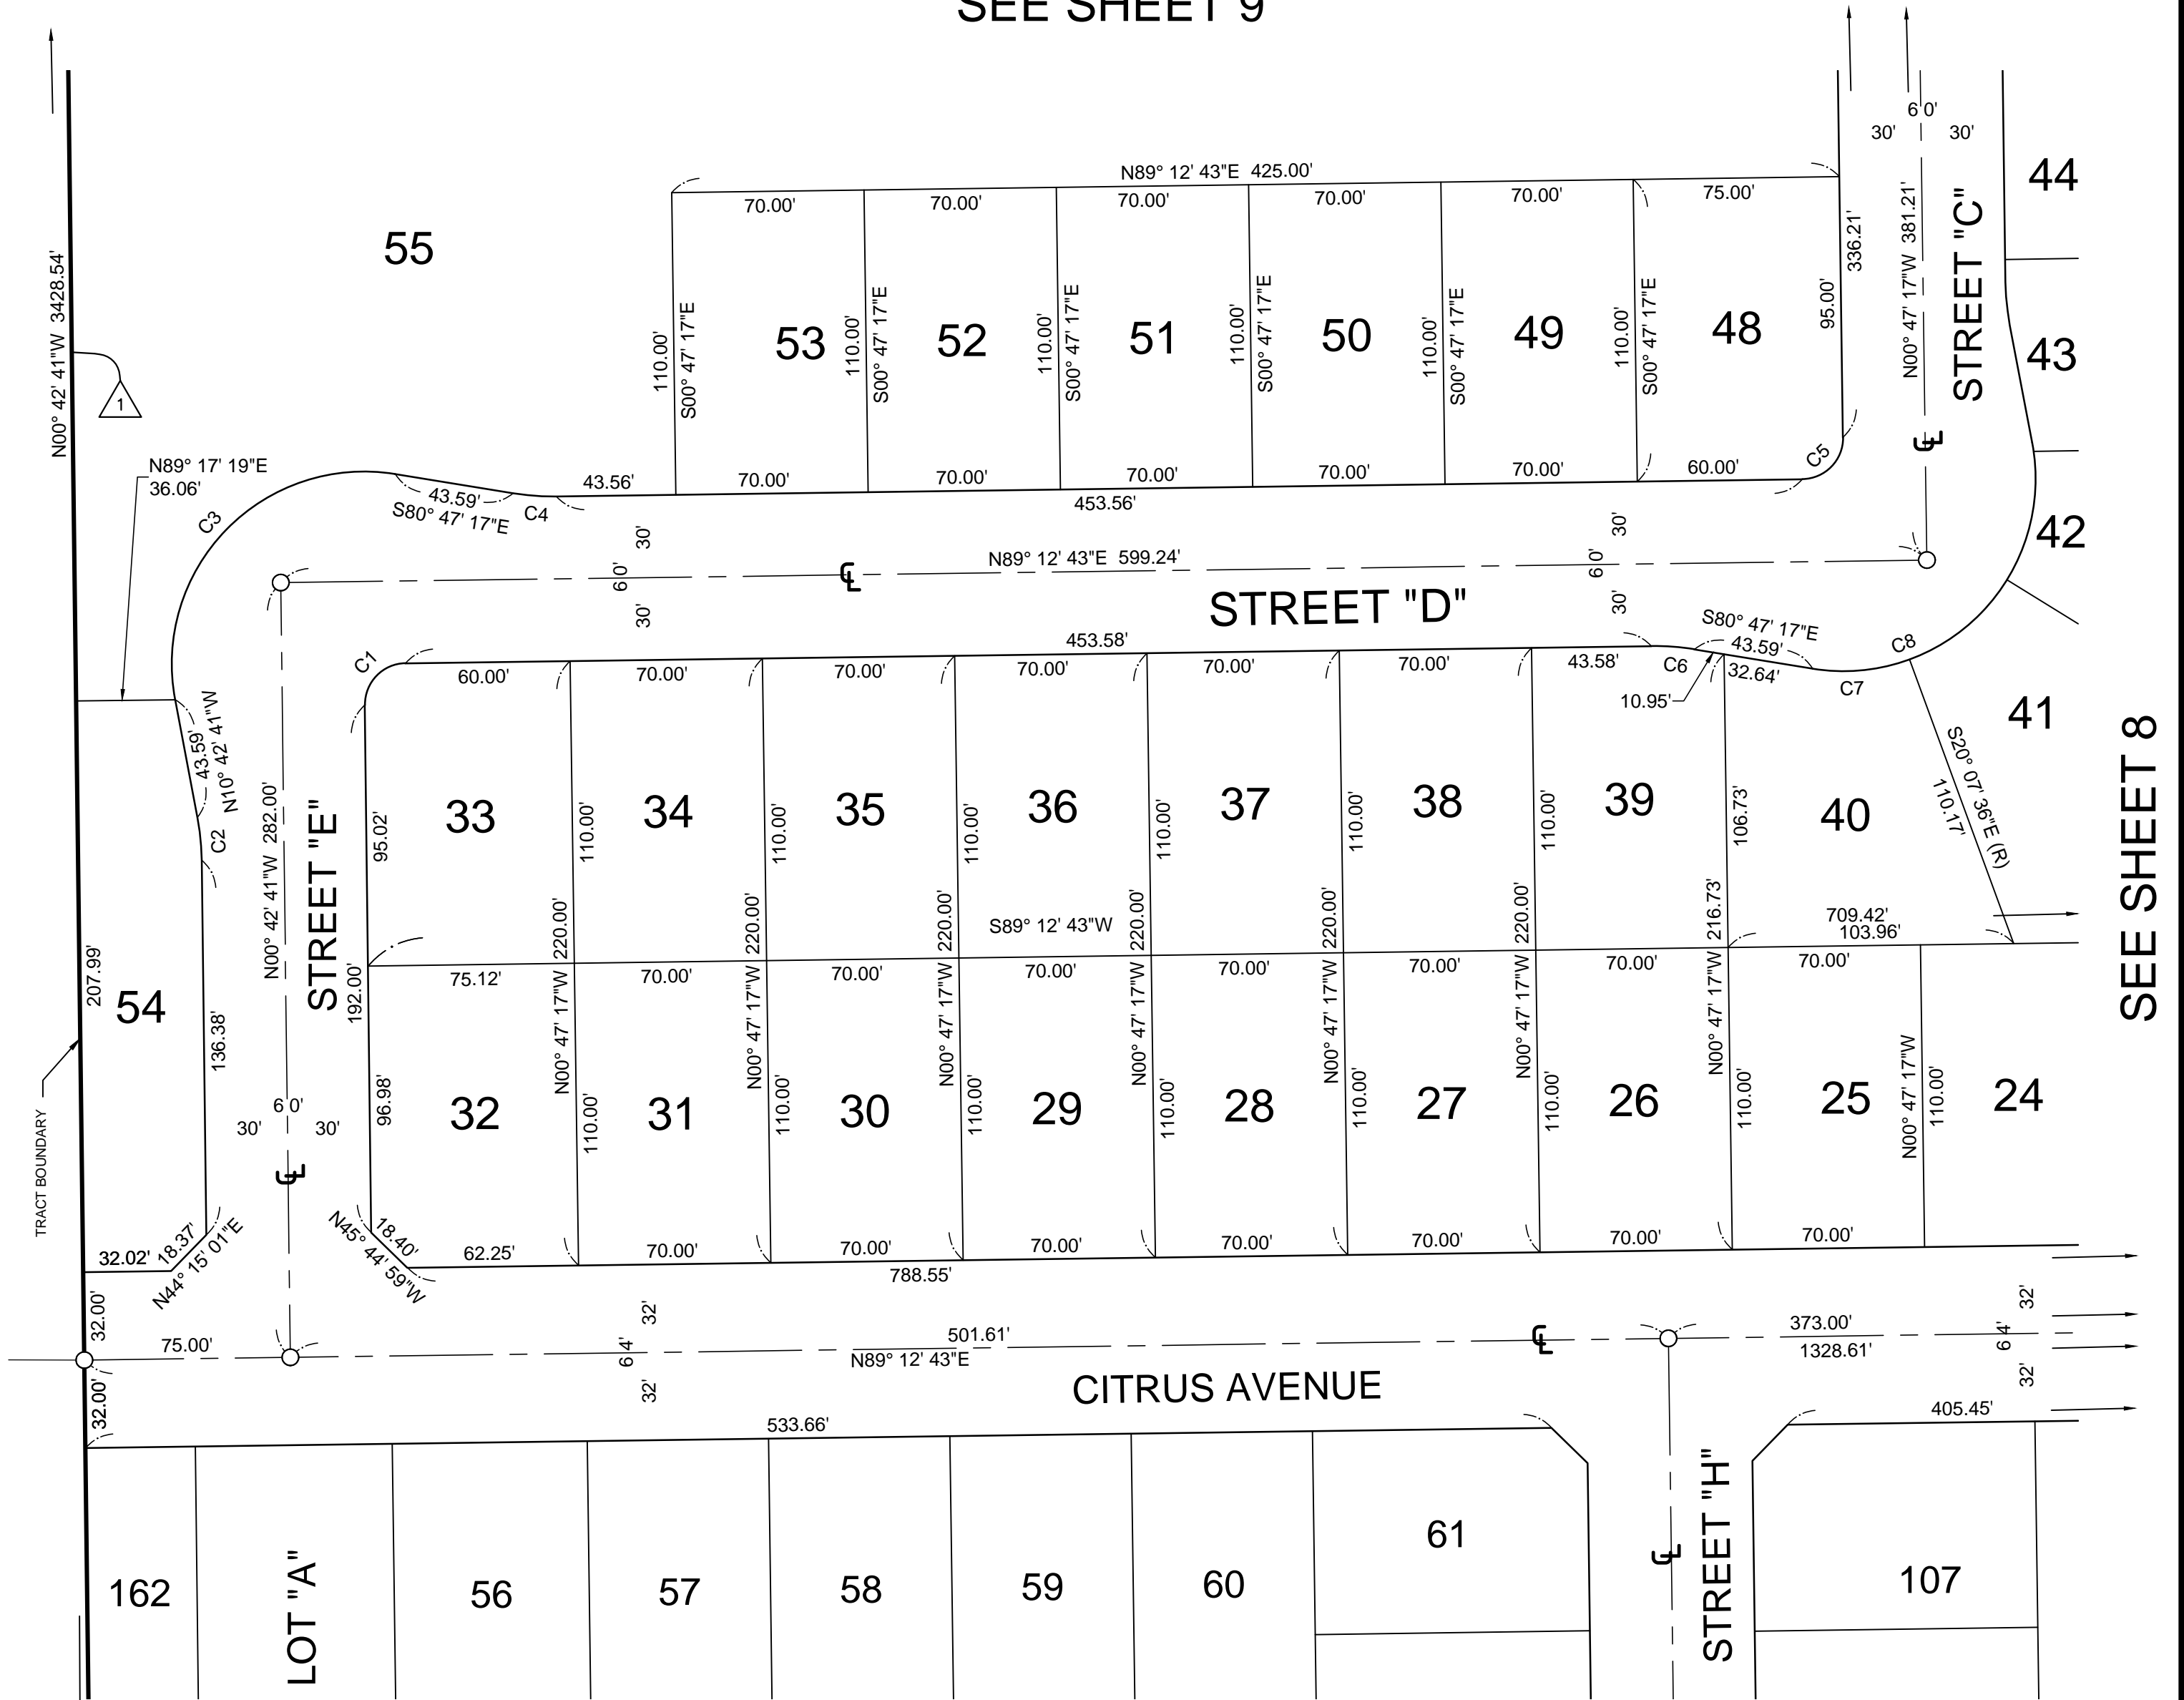 SEE SHEET 9
6 0'
30' 30'
44
N89° 12' 43"E 425.00'
70.00' 70.00' 70.00' 70.00' 70.00' 75.00'
55
N00° 42' 41"W 3428.54'
336.21'
N00° 47' 17"W 381.21'
STREET "C"
110.00' S00° 47' 17"E
53
110.00' S00° 47' 17"E
52
110.00' S00° 47' 17"E
51
110.00' S00° 47' 17"E
50
110.00' S00° 47' 17"E
49
110.00' S00° 47' 17"E
48
95.00'
43
1
N89° 17' 19"E
36.06'
C3
43.59'
S80° 47' 17"E
C4
43.56' 70.00' 70.00' 70.00' 70.00' 70.00' 60.00'
C5
453.56'
42
30'
6 0'
30'
N89° 12' 43"E 599.24'
30'
6 0'
30'
STREET "D"
453.58'
S80° 47' 17"E
43.59'
C8
C1
60.00' 70.00' 70.00' 70.00' 70.00' 70.00' 43.58'
C6
32.64'
C7
10.95'
41
43.59'
N10° 42' 41"W
C2
N00° 42' 41"W 282.00'
STREET "E"
95.02'
33
110.00'
34
110.00'
35
110.00'
36
110.00'
37
110.00'
38
110.00'
39
106.73'
40
S20° 07' 36"E (R)
110.17'
SEE SHEET 8
S89° 12' 43"W
709.42'
103.96'
207.99'
54
136.38'
192.00'
75.12' 70.00' 70.00' 70.00' 70.00' 70.00' 70.00' 70.00'
N00° 47' 17"W 220.00'
N00° 47' 17"W 220.00'
N00° 47' 17"W 220.00'
N00° 47' 17"W 220.00'
N00° 47' 17"W 220.00'
N00° 47' 17"W 220.00'
N00° 47' 17"W 216.73'
N00° 47' 17"W
96.98'
32
110.00'
31
110.00'
30
110.00'
29
110.00'
28
110.00'
27
110.00'
26
110.00'
25
110.00'
24
6 0'
30' 30'
TRACT BOUNDARY
32.02'
18.37'
N44° 15' 01"E
18.40'
N45° 44' 59"W
62.25' 70.00' 70.00' 70.00' 70.00' 70.00' 70.00' 70.00'
788.55'
32.00'
75.00'
32'
6 4'
32'
501.61'
N89° 12' 43"E
373.00'
1328.61'
32'
6 4'
32'
32.00'
CITRUS AVENUE
533.66'
405.45'
162
LOT "A"
56
57
58
59
60
61
STREET "H"
107